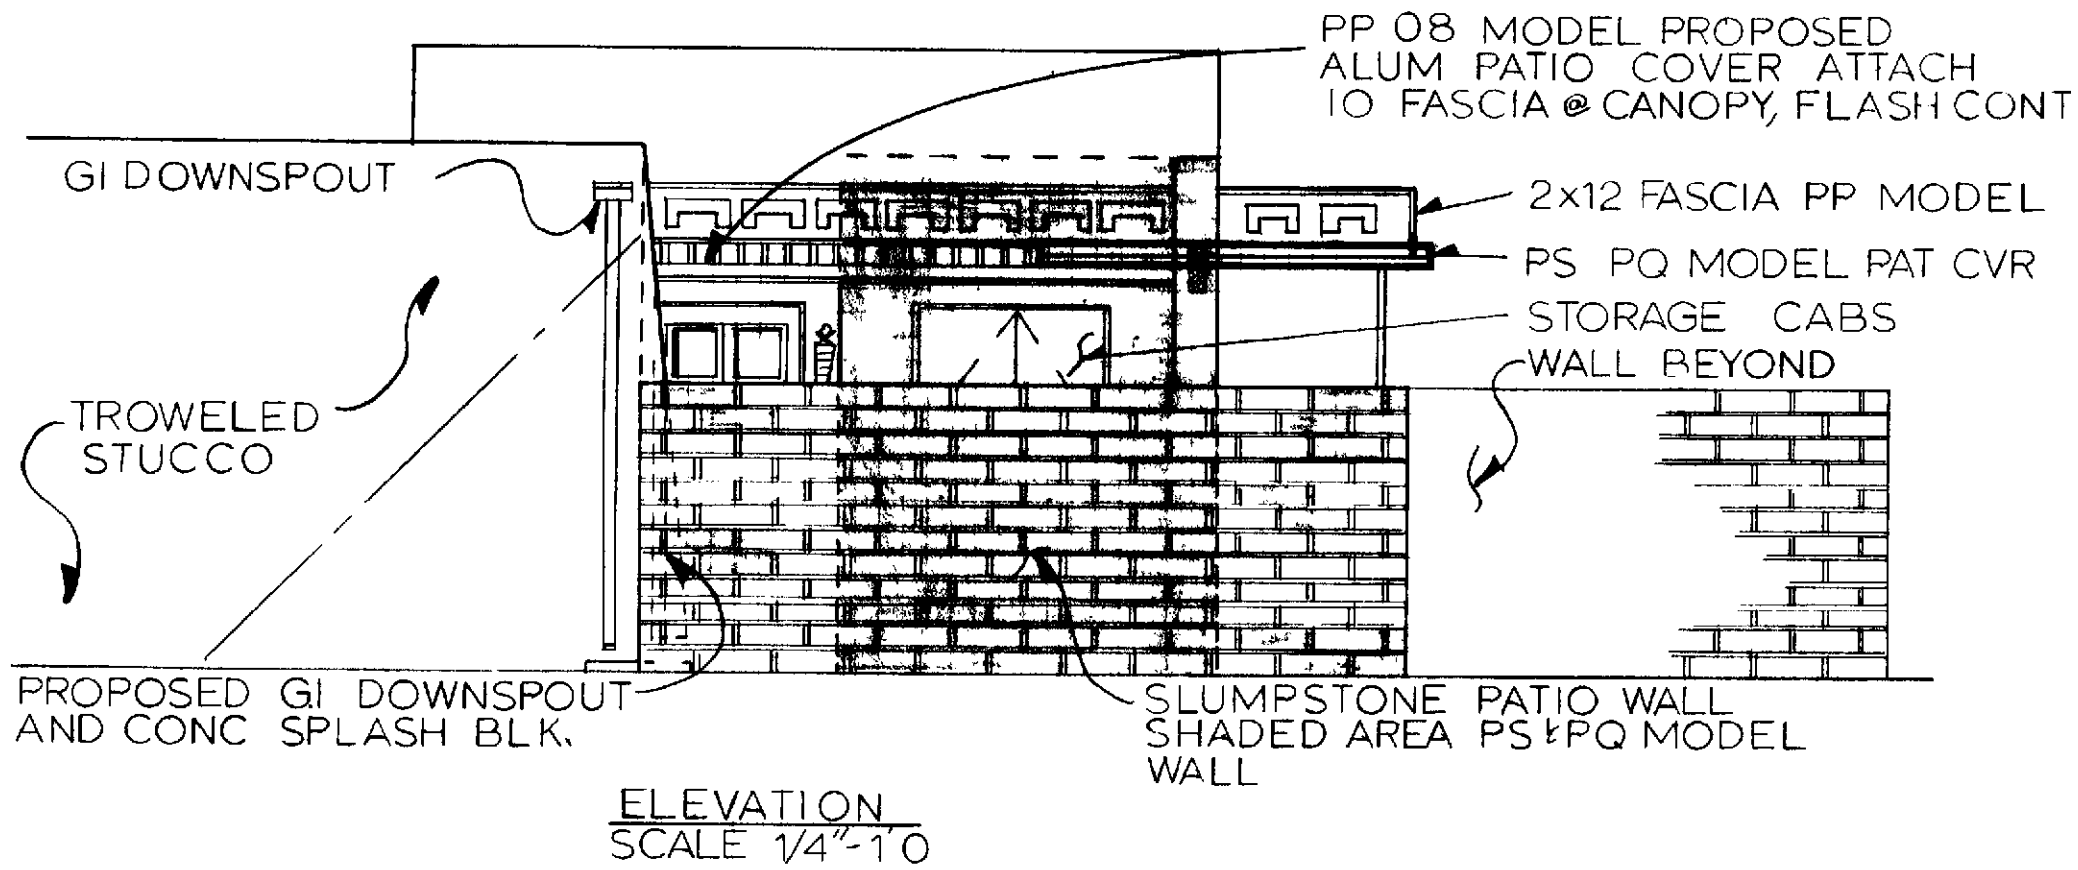 PP 08 MODEL PROPOSED
ALUM PATIO COVER ATTACH
TO FASCIA @ CANOPY, FLASH CONT
GI DOWNSPOUT
2x12 FASCIA PP MODEL
PS PQ MODEL PAT CVR
STORAGE CABS
WALL BEYOND
TROWELED
STUCCO
PROPOSED GI DOWNSPOUT
AND CONC SPLASH BLK.
SLUMPSTONE PATIO WALL
SHADED AREA PS & PQ MODEL
WALL
ELEVATION
SCALE 1/4"-1'0